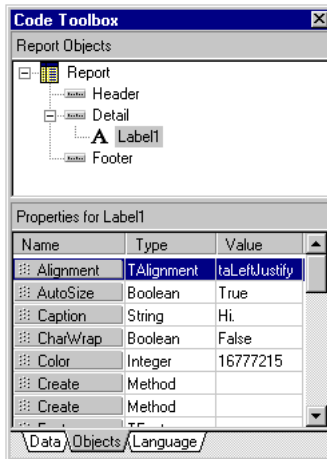 Code Toolbox
Report Objects
Report
Header
Detail
A Label1
Footer
Properties for Label1
Name Type Value
Alignment TAlignment taLeftJustify
AutoSize Boolean True
Caption String Hi.
CharWrap Boolean False
Color Integer 16777215
Create Method
Create Method
Data Objects Language